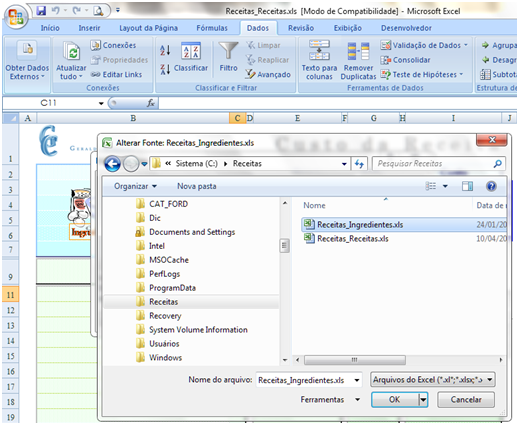 Receitas_Receitas.xls [Modo de Compatibilidade] - Microsoft Excel
Início Inserir Layout da Página Fórmulas Dados Revisão Exibição Desenvolvedor
Obter Dados Externos
Atualizar tudo
Conexões
Propriedades
Editar Links
Conexões
Classificar
Filtro
Limpar
Reaplicar
Avançado
Classificar e Filtrar
Texto para colunas
Remover Duplicatas
Validação de Dados
Consolidar
Teste de Hipóteses
Ferramentas de Dados
Agrupa
Desagr
Subtot
Estrutura de
C11
fx
A B C D E F G H I J
1
2
3
4
5
6
7
9
11
12
13
14
15
16
17
18
19
Custo da Receita
Alterar Fonte: Receitas_Ingredientes.xls
Sistema (C:) Receitas
Pesquisar Receitas
Organizar Nova pasta
CAT_FORD
Dic
Documents and Settings
Intel
MSOCache
PerfLogs
ProgramData
Receitas
Recovery
System Volume Information
Usuários
Windows
Nome Data de
Receitas_Ingredientes.xls 24/01/20
Receitas_Receitas.xls 10/04/20
Nome do arquivo: Receitas_Ingredientes.xls Arquivos do Excel (*.xl*;*.xlsx;*.
Ferramentas OK Cancelar